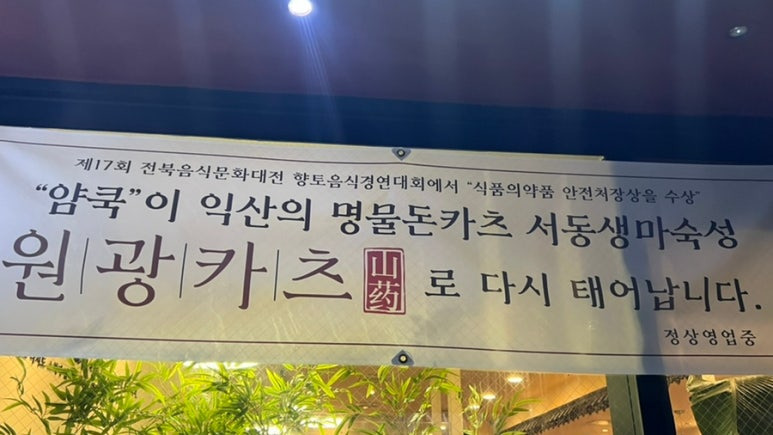 제17회 전북음식문화대전 향토음식경연대회에서 "식품의약품 안전처장상을 수상"
"얌쿡"이 익산의 명물돈카츠 서동생마숙성
원|광|카|츠 山药 로 다시 태어납니다.
정상영업중